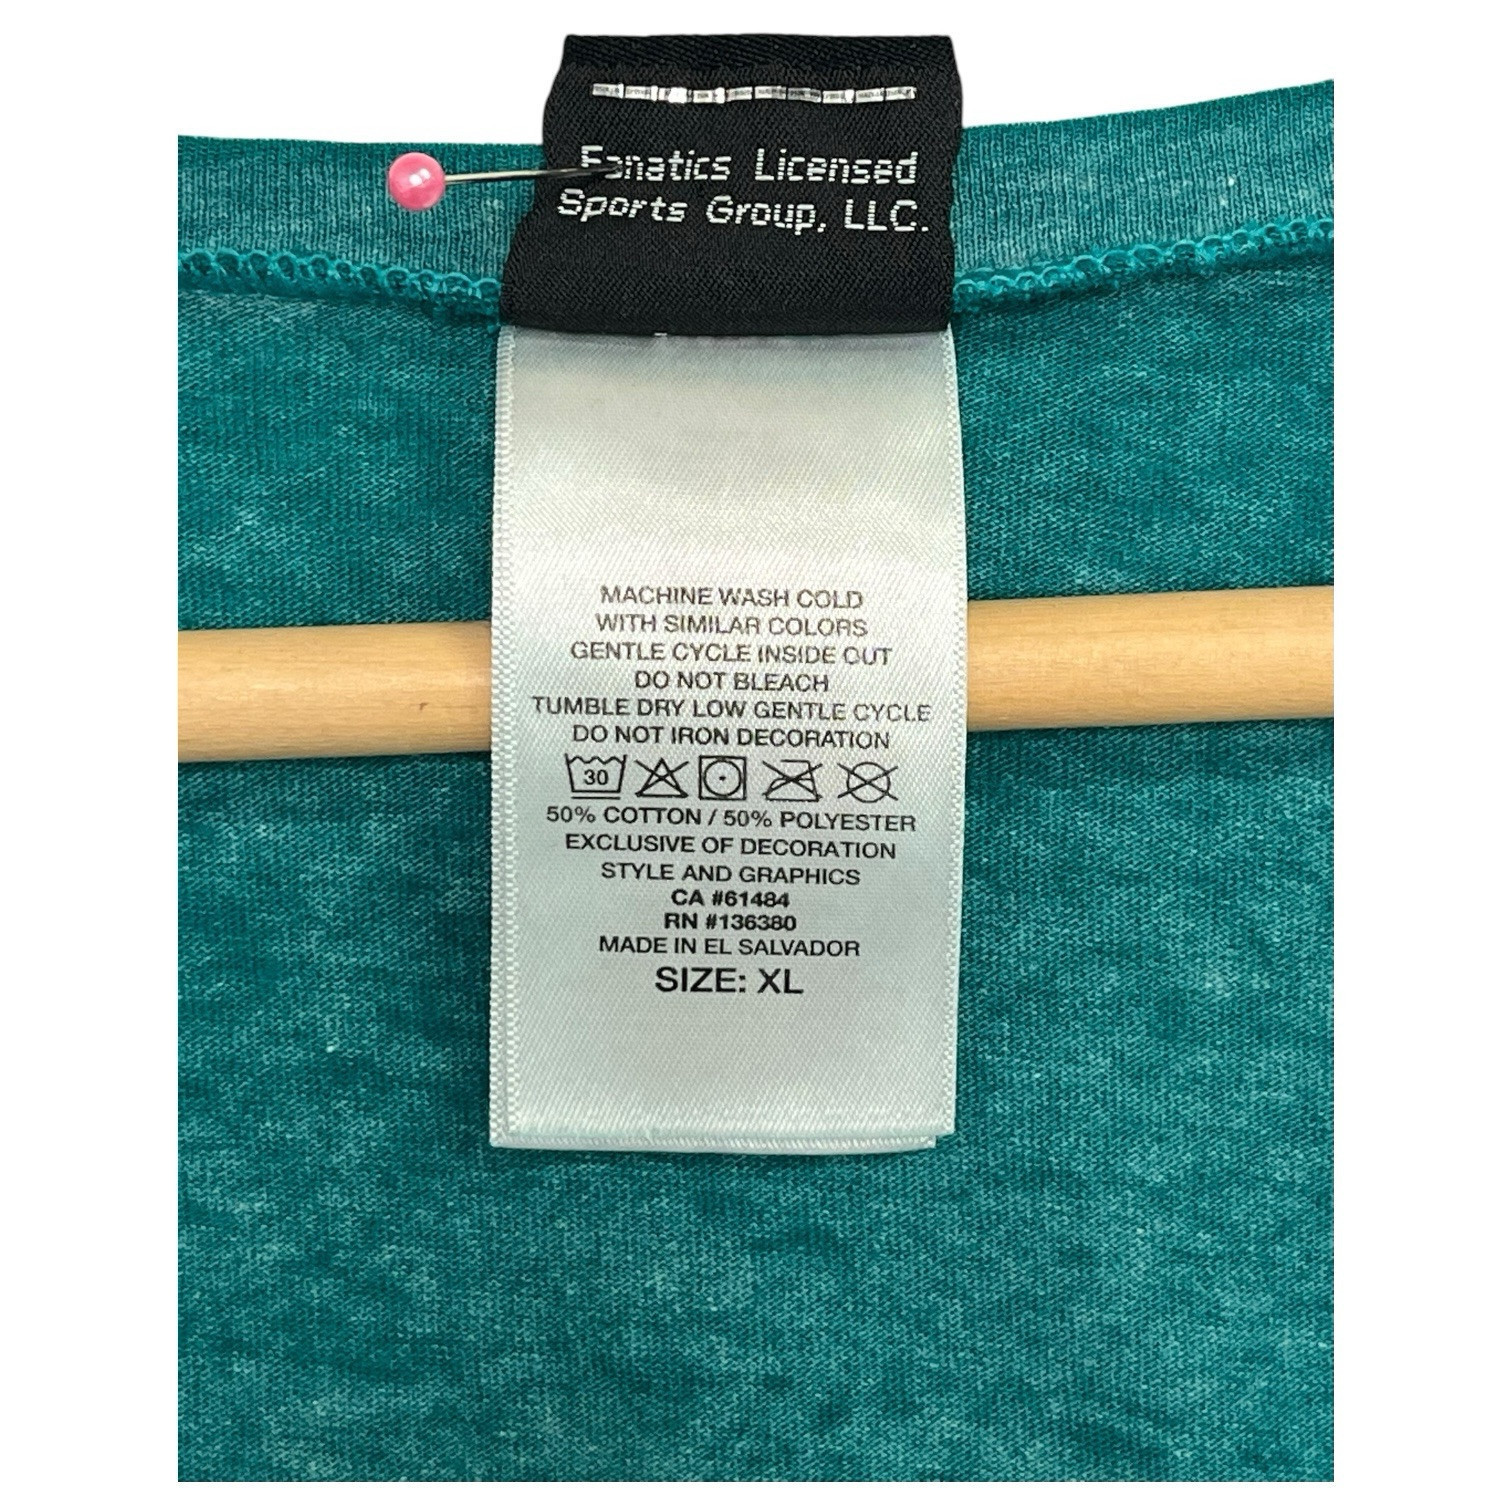 Fanatics Licensed
Sports Group, LLC.
MACHINE WASH COLD
WITH SIMILAR COLORS
GENTLE CYCLE INSIDE OUT
DO NOT BLEACH
TUMBLE DRY LOW GENTLE CYCLE
DO NOT IRON DECORATION
30
50% COTTON / 50% POLYESTER
EXCLUSIVE OF DECORATION
STYLE AND GRAPHICS
CA #61484
RN #136380
MADE IN EL SALVADOR
SIZE: XL